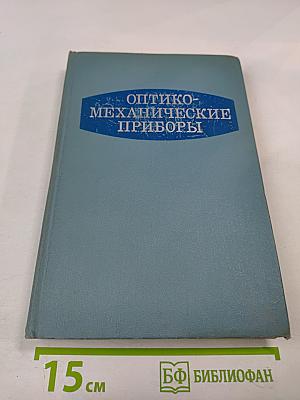 ОПТИКО-
МЕХАНИЧЕСКИЕ
ПРИБОРЫ
15 см
БФ БИБЛИОФАН